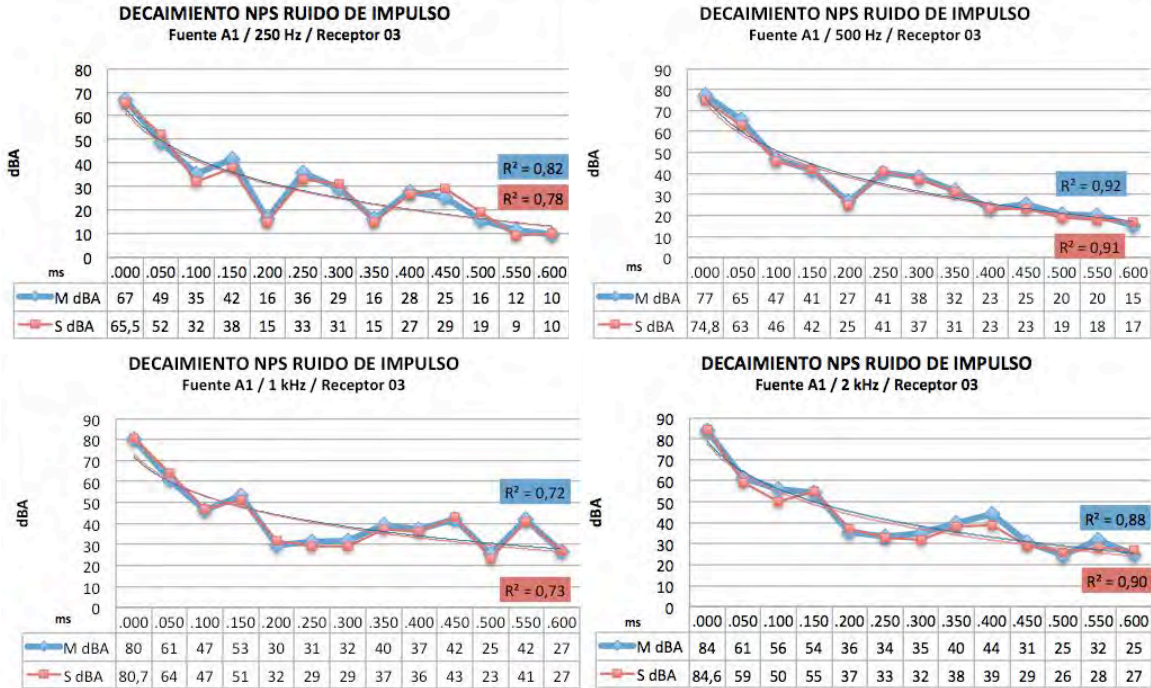 DECAIMIENTO NPS RUIDO DE IMPULSO
Fuente A1 / 250 Hz / Receptor 03
dBA
80
70
60
50
40
30
20
10
0
R² = 0,82
R² = 0,78
ms .000 .050 .100 .150 .200 .250 .300 .350 .400 .450 .500 .550 .600
M dBA 67 49 35 42 16 36 29 16 28 25 16 12 10
S dBA 65,5 52 32 38 15 33 31 15 27 29 19 9 10
DECAIMIENTO NPS RUIDO DE IMPULSO
Fuente A1 / 500 Hz / Receptor 03
dBA
90
80
70
60
50
40
30
20
10
0
R² = 0,92
R² = 0,91
ms .000 .050 .100 .150 .200 .250 .300 .350 .400 .450 .500 .550 .600
M dBA 77 65 47 41 27 41 38 32 23 25 20 20 15
S dBA 74,8 63 46 42 25 41 37 31 23 23 19 18 17
DECAIMIENTO NPS RUIDO DE IMPULSO
Fuente A1 / 1 kHz / Receptor 03
dBA
90
80
70
60
50
40
30
20
10
0
R² = 0,72
R² = 0,73
ms .000 .050 .100 .150 .200 .250 .300 .350 .400 .450 .500 .550 .600
M dBA 80 61 47 53 30 31 32 40 37 42 25 42 27
S dBA 80,7 64 47 51 32 29 29 37 36 43 23 41 27
DECAIMIENTO NPS RUIDO DE IMPULSO
Fuente A1 / 2 kHz / Receptor 03
dBA
90
80
70
60
50
40
30
20
10
0
R² = 0,88
R² = 0,90
ms .000 .050 .100 .150 .200 .250 .300 .350 .400 .450 .500 .550 .600
M dBA 84 61 56 54 36 34 35 40 44 31 25 32 25
S dBA 84,6 59 50 55 37 33 32 38 39 29 26 28 27